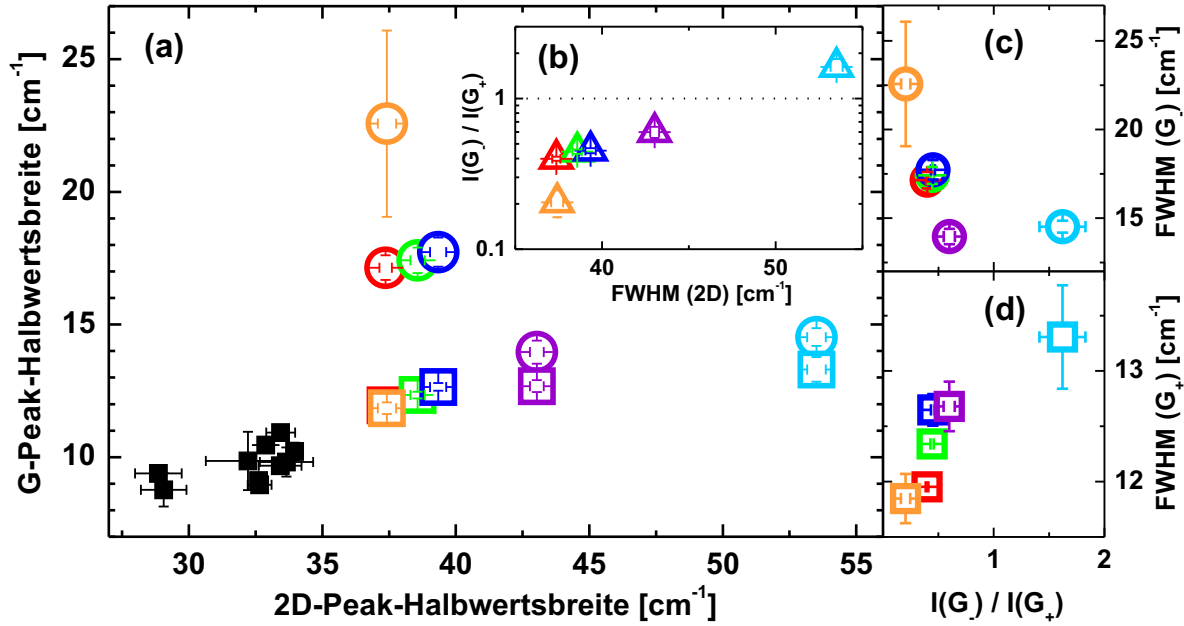 (a)
(b)
(c)
(d)
G-Peak-Halbwertsbreite [cm⁻¹]
25
20
15
10
30
35
40
45
50
55
2D-Peak-Halbwertsbreite [cm⁻¹]
I(G₋) / I(G₊)
1
0.1
40
50
FWHM (2D) [cm⁻¹]
25
20
15
FWHM (G₋) [cm⁻¹]
13
12
FWHM (G₊) [cm⁻¹]
1
2
I(G₋) / I(G₊)